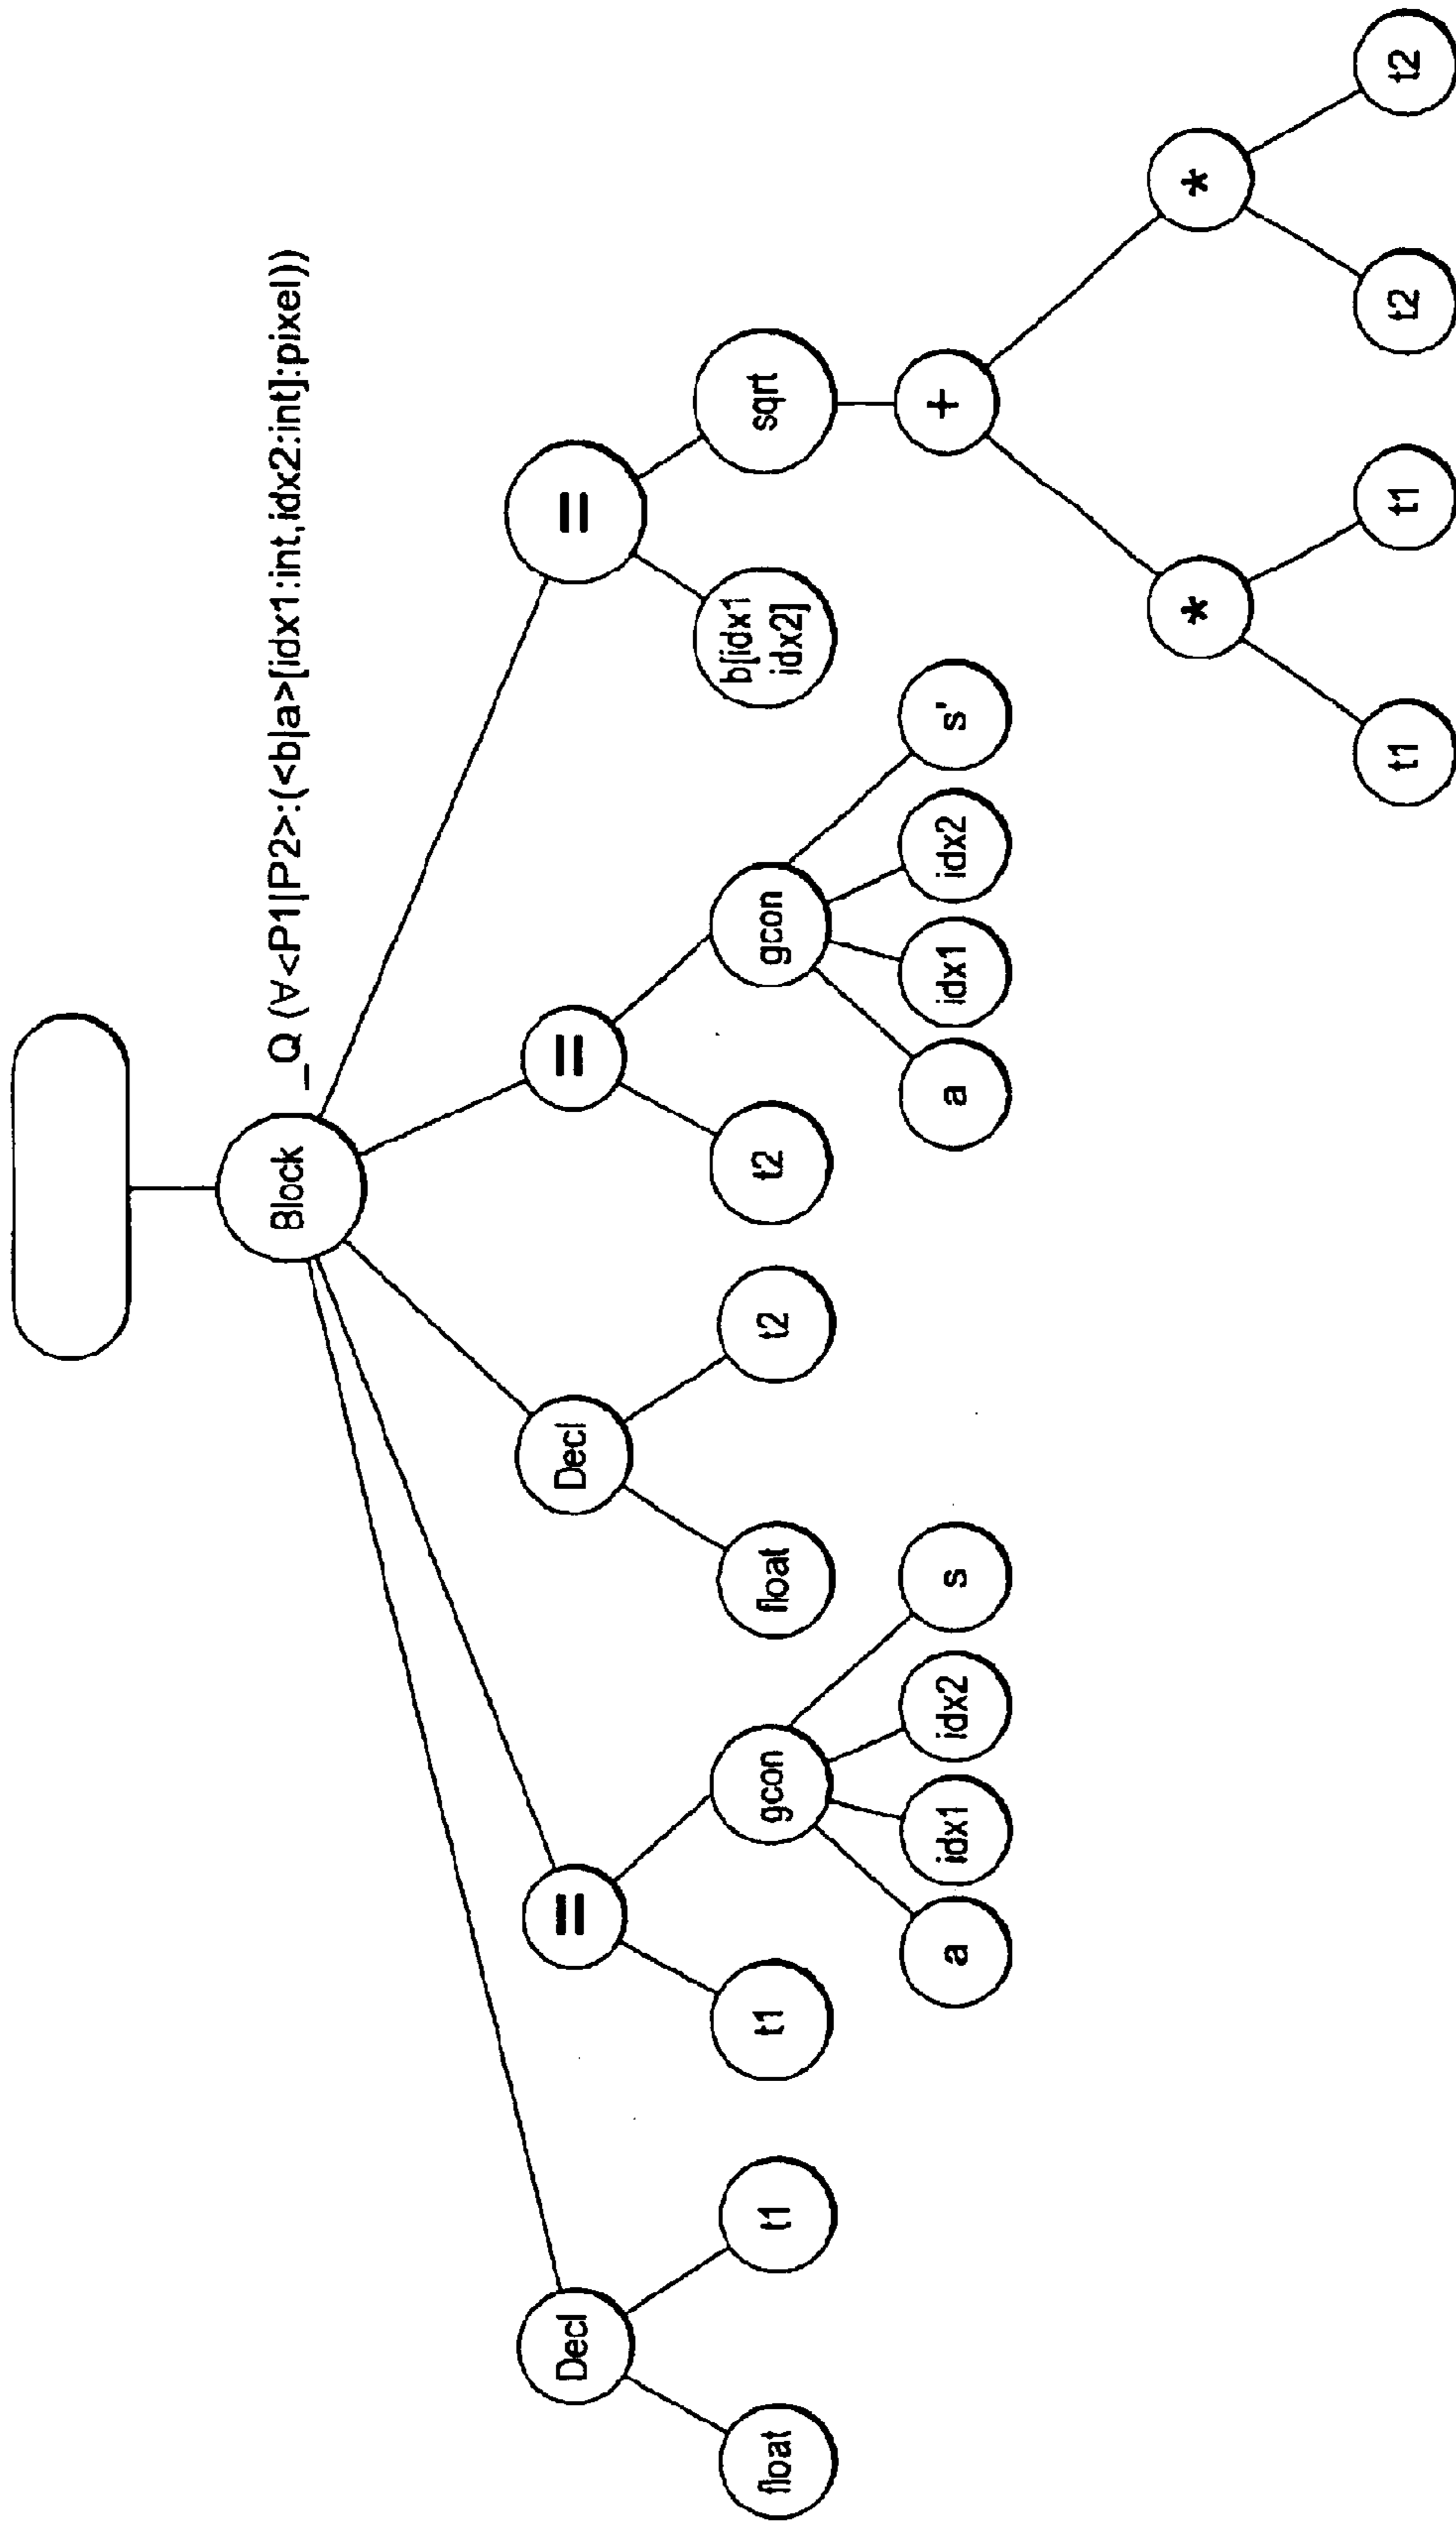 Block _Q (∀<P1|P2>:(<b|a>[idx1:int,idx2:int]:pixel))
Decl
=
Decl
=
=
float
t1
t1
gcon
float
t2
t2
gcon
b[idx1
idx2]
sqrt
a
idx1
idx2
s
a
idx1
idx2
s'
+
*
*
t1
t1
t2
t2